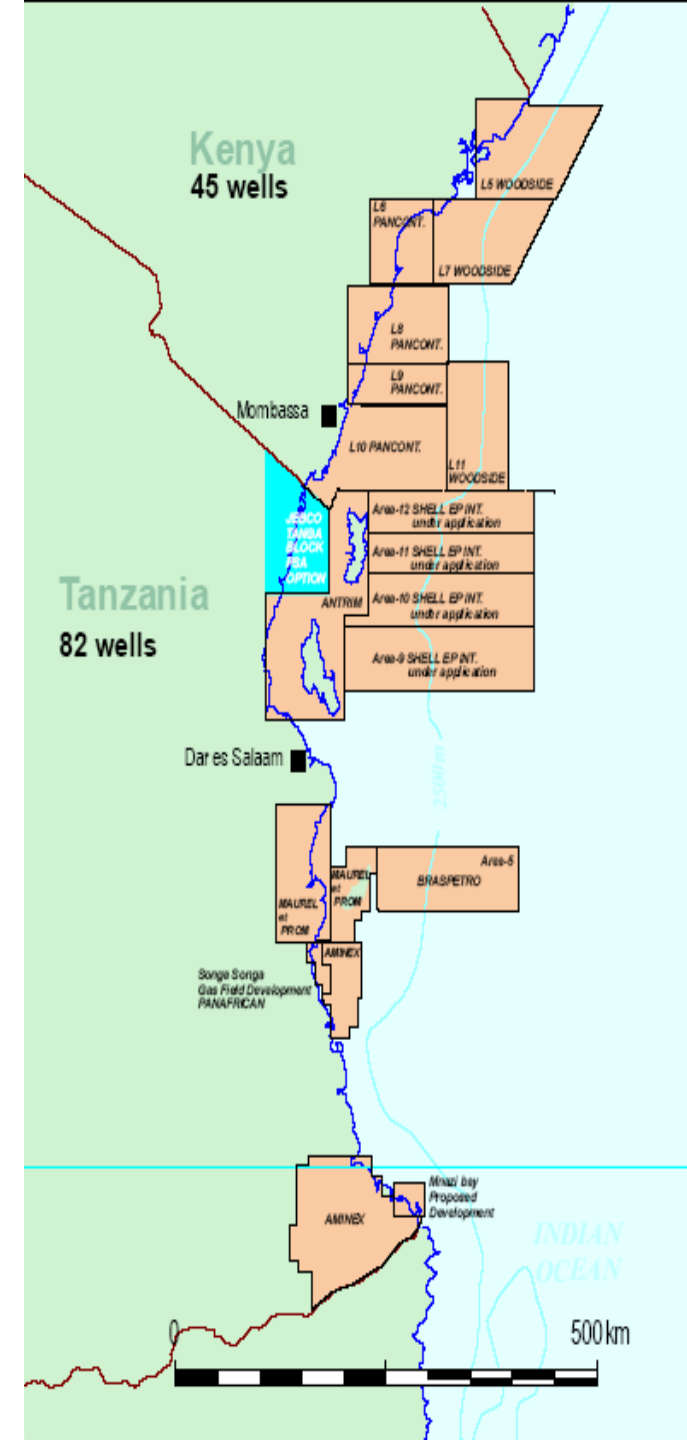 Kenya
45 wells
L5 WOODSIDE
L6
PANCONT.
L7 WOODSIDE
L8
PANCONT.
L9
PANCONT.
Mombassa
L10 PANCONT.
L11
WOODSIDE
JESCO
TANGA
BLOCK
PSA
OPTION
Area-12 SHELL EP INT.
under application
Area-11 SHELL EP INT.
under application
Area-10 SHELL EP INT.
under application
ANTRIM
Area-9 SHELL EP INT.
under application
Tanzania
82 wells
Dar es Salaam
2500m
Area-5
BRASPETRO
MAUREL
et
PROM
MAUREL
et
PROM
AMINEX
Songo Songo
Gas Field Development
PANAFRICAN
Mnazi bay
Proposed
Development
AMINEX
INDIAN
OCEAN
0
500 km